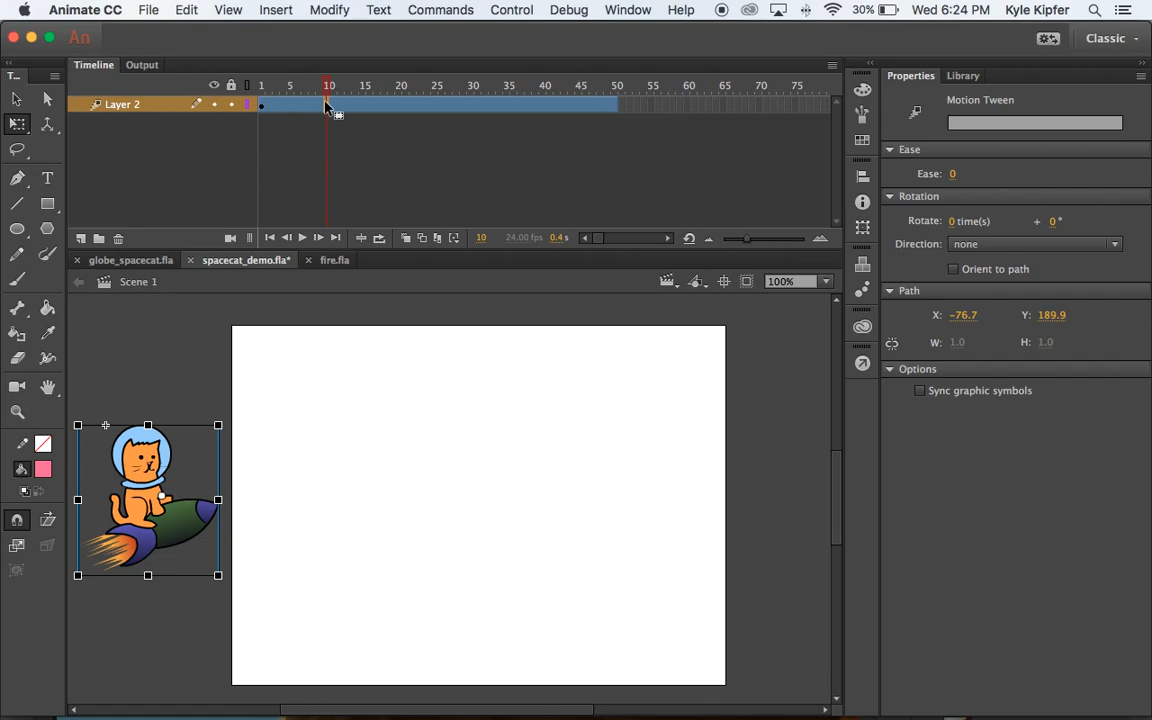 Animate CC File Edit View Insert Modify Text Commands Control Debug Window Help 30% Wed 6:24 PM Kyle Kipfer
An Classic
Timeline Output
T...
1 5 10 15 20 25 30 35 40 45 50 55 60 65 70 75
Layer 2
10 24.00 fps 0.4 s
globe_spacecat.fla spacecat_demo.fla* fire.fla
Scene 1 100%
Properties Library
Motion Tween
Ease
Ease: 0
Rotation
Rotate: 0 time(s) + 0°
Direction: none
Orient to path
Path
X: -76.7 Y: 189.9
W: 1.0 H: 1.0
Options
Sync graphic symbols